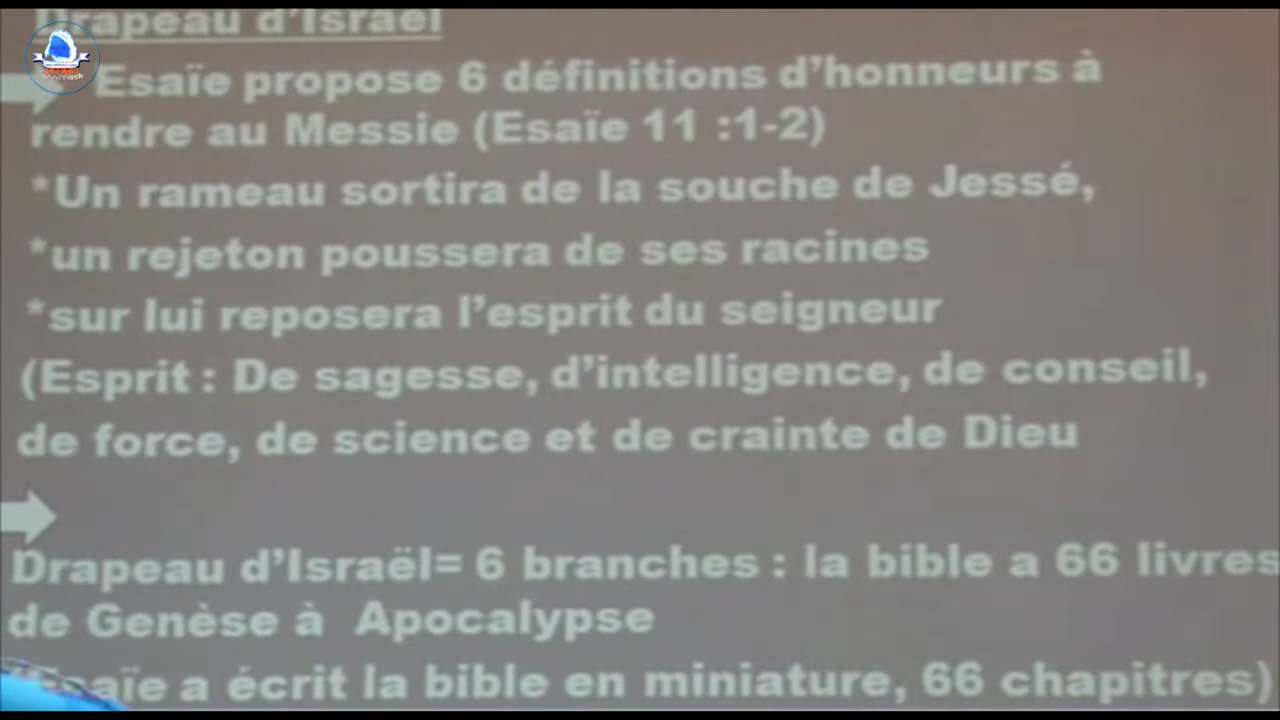 Drapeau d'Israël
Esaïe propose 6 définitions d'honneurs à
rendre au Messie (Esaïe 11 :1-2)
*Un rameau sortira de la souche de Jessé,
*un rejeton poussera de ses racines
*sur lui reposera l'esprit du seigneur
(Esprit : De sagesse, d'intelligence, de conseil,
de force, de science et de crainte de Dieu
Drapeau d'Israël= 6 branches : la bible a 66 livres
de Genèse à Apocalypse
Esaïe a écrit la bible en miniature, 66 chapitres)